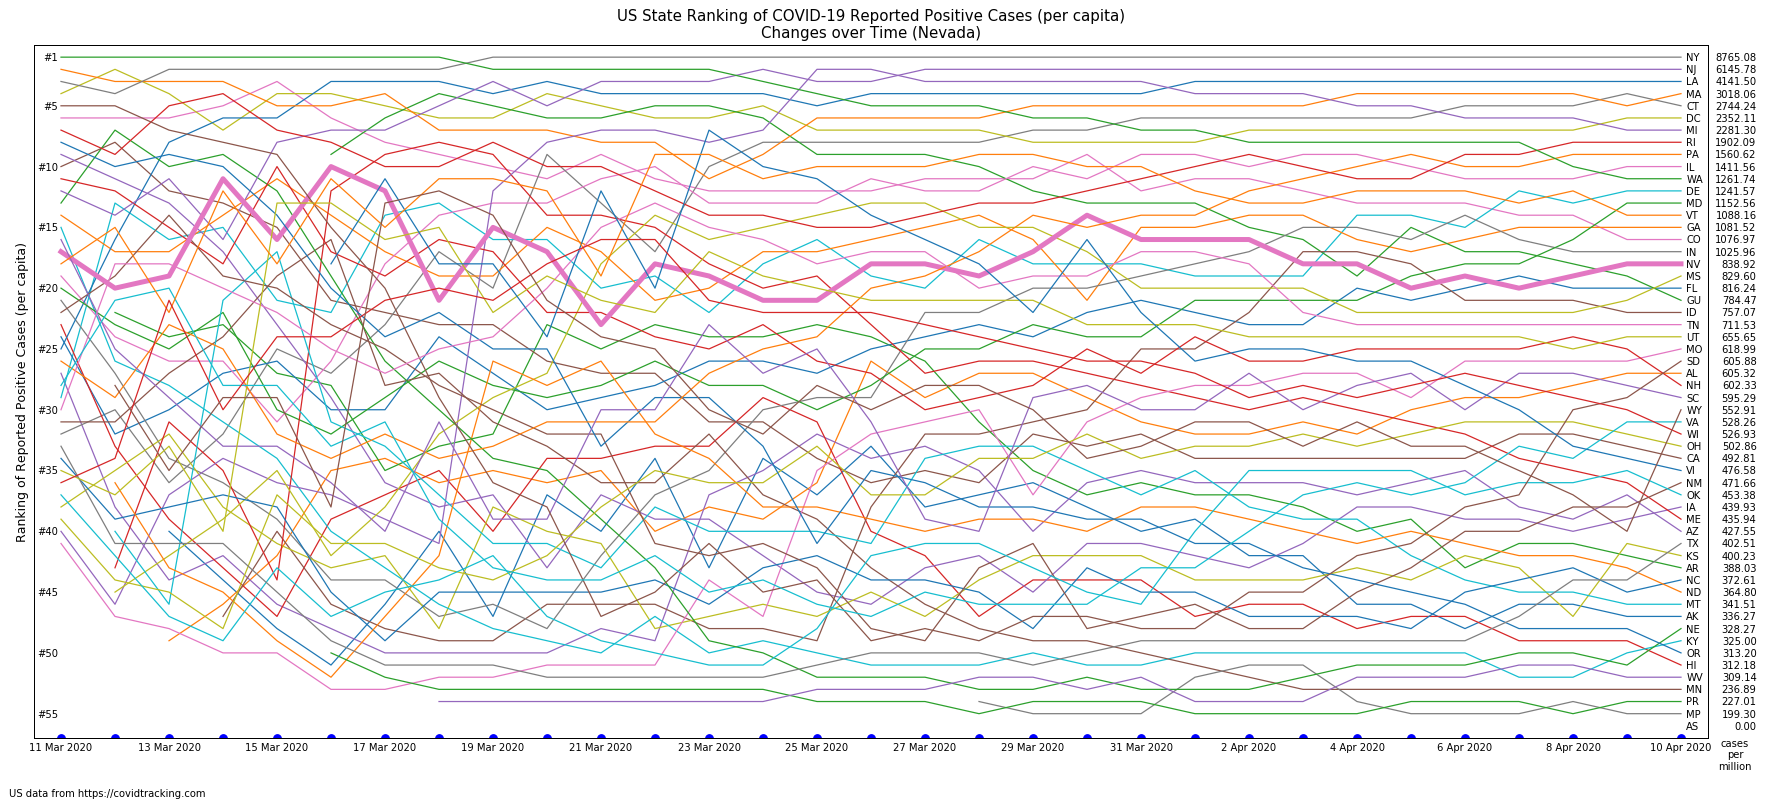 US State Ranking of COVID-19 Reported Positive Cases (per capita)
Changes over Time (Nevada)
Ranking of Reported Positive Cases (per capita)
#1
#5
#10
#15
#20
#25
#30
#35
#40
#45
#50
#55
NY 8765.08
NJ 6145.78
LA 4141.50
MA 3018.06
CT 2744.24
DC 2352.11
MI 2281.30
RI 1902.09
PA 1560.62
IL 1411.56
WA 1261.74
DE 1241.57
MD 1152.56
VT 1088.16
GA 1081.52
CO 1076.97
IN 1025.96
NV 838.92
MS 829.60
FL 816.24
GU 784.47
ID 757.07
TN 711.53
UT 655.65
MO 618.99
SD 605.88
AL 605.32
NH 602.33
SC 595.29
WY 552.91
VA 528.26
WI 526.93
OH 502.86
CA 492.81
VI 476.58
NM 471.66
OK 453.38
IA 439.93
ME 435.94
AZ 427.55
TX 402.51
KS 400.23
AR 388.03
NC 372.61
ND 364.80
MT 341.51
AK 336.27
NE 328.27
KY 325.00
OR 313.20
HI 312.18
WV 309.14
MN 236.89
PR 227.01
MP 199.30
AS 0.00
11 Mar 2020 13 Mar 2020 15 Mar 2020 17 Mar 2020 19 Mar 2020 21 Mar 2020 23 Mar 2020 25 Mar 2020 27 Mar 2020 29 Mar 2020 31 Mar 2020 2 Apr 2020 4 Apr 2020 6 Apr 2020 8 Apr 2020 10 Apr 2020
cases
per
million
US data from https://covidtracking.com